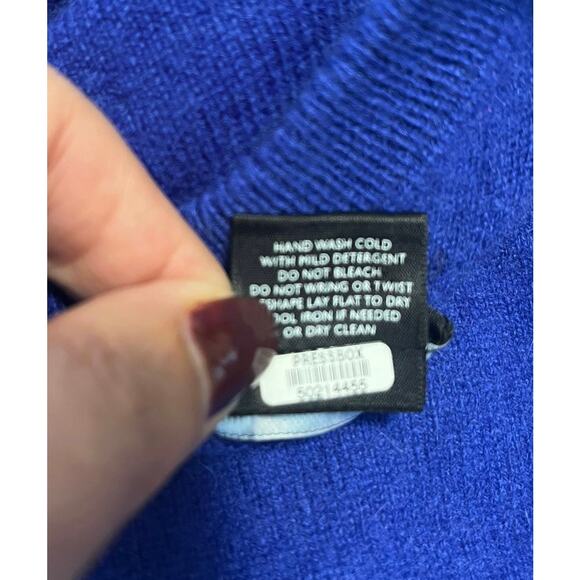 HAND WASH COLD
WITH MILD DETERGENT
DO NOT BLEACH
DO NOT WRING OR TWIST
LAY FLAT TO DRY
IRON IF NEEDED
OR DRY CLEAN
PRESSBOX
50214455